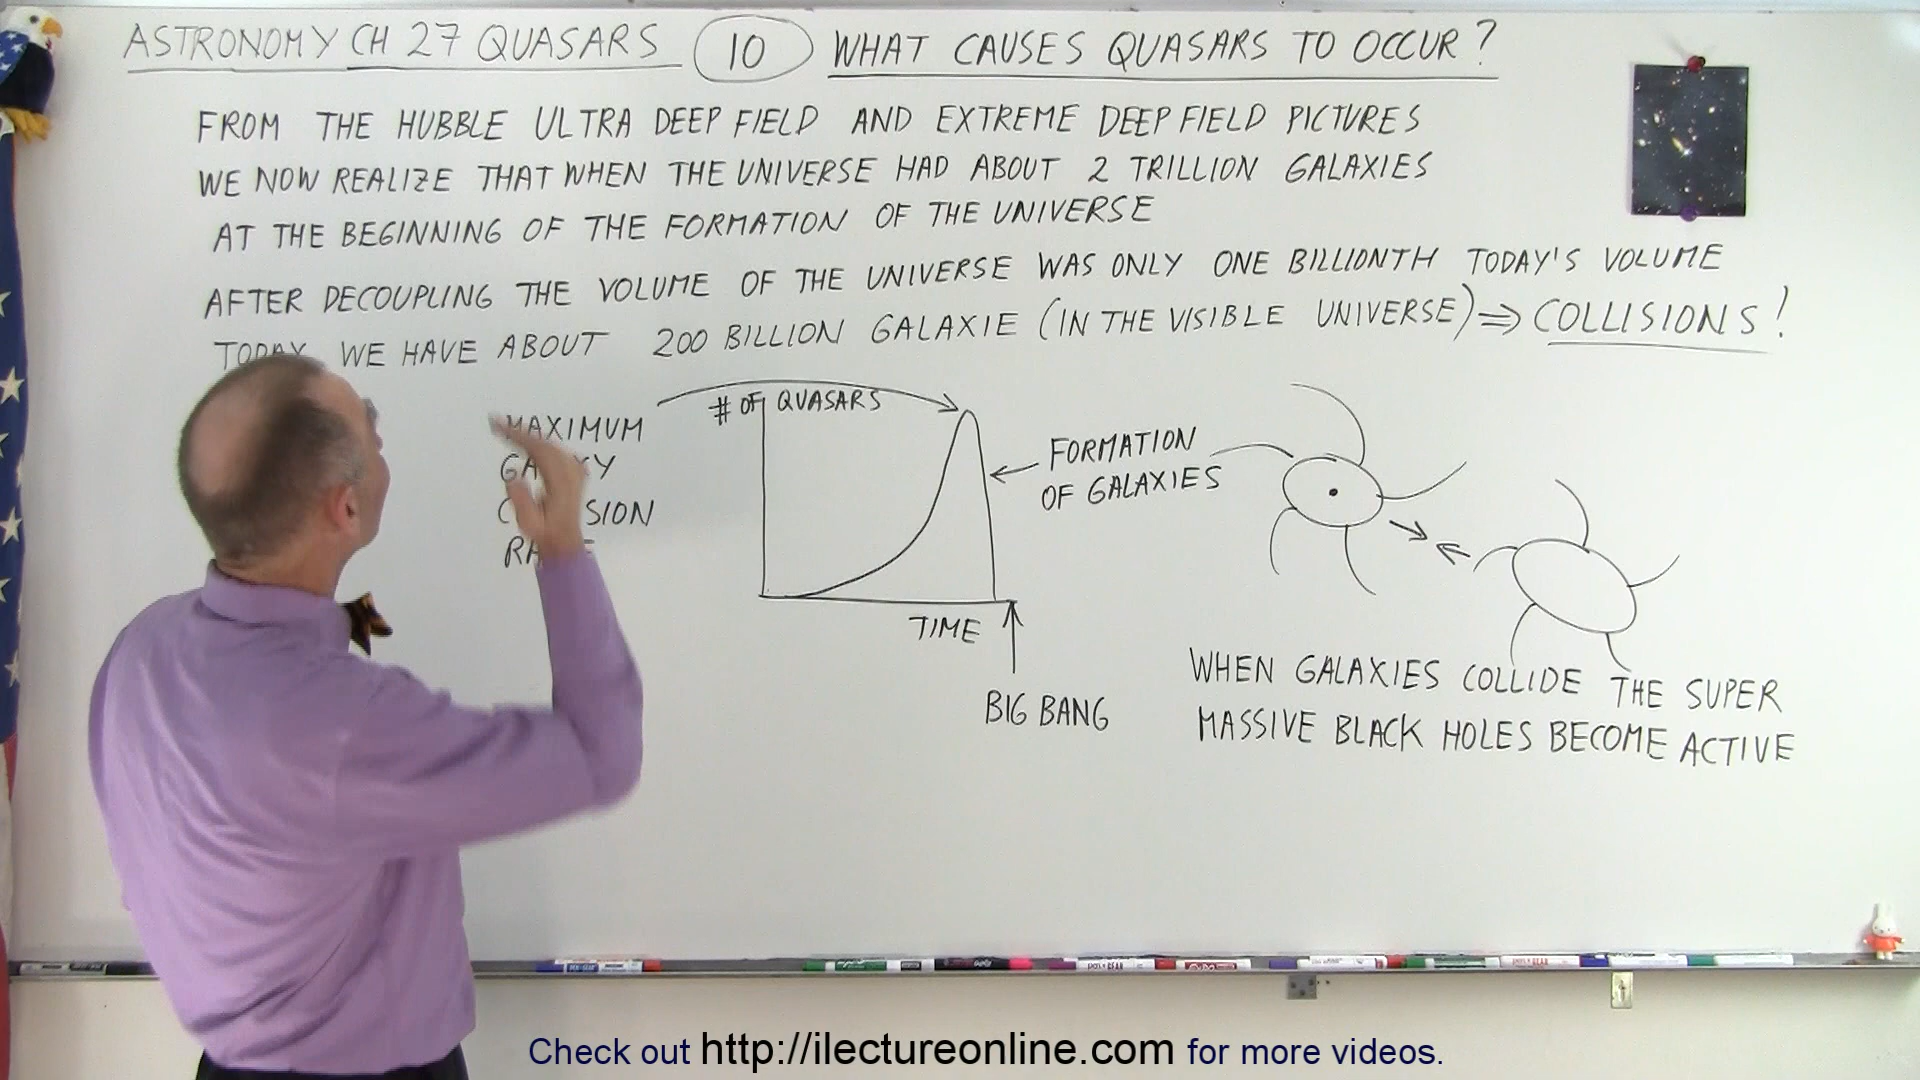 ASTRONOMY CH 27 QUASARS 10 WHAT CAUSES QUASARS TO OCCUR?
FROM THE HUBBLE ULTRA DEEP FIELD AND EXTREME DEEP FIELD PICTURES
WE NOW REALIZE THAT WHEN THE UNIVERSE HAD ABOUT 2 TRILLION GALAXIES
AT THE BEGINNING OF THE FORMATION OF THE UNIVERSE
AFTER DECOUPLING THE VOLUME OF THE UNIVERSE WAS ONLY ONE BILLIONTH TODAY'S VOLUME
TODAY WE HAVE ABOUT 200 BILLION GALAXIE (IN THE VISIBLE UNIVERSE) ⇒ COLLISIONS!
MAXIMUM
# OF QUASARS
TIME
BIG BANG
FORMATION
OF GALAXIES
WHEN GALAXIES COLLIDE THE SUPER
MASSIVE BLACK HOLES BECOME ACTIVE
Check out http://ilectureonline.com for more videos.